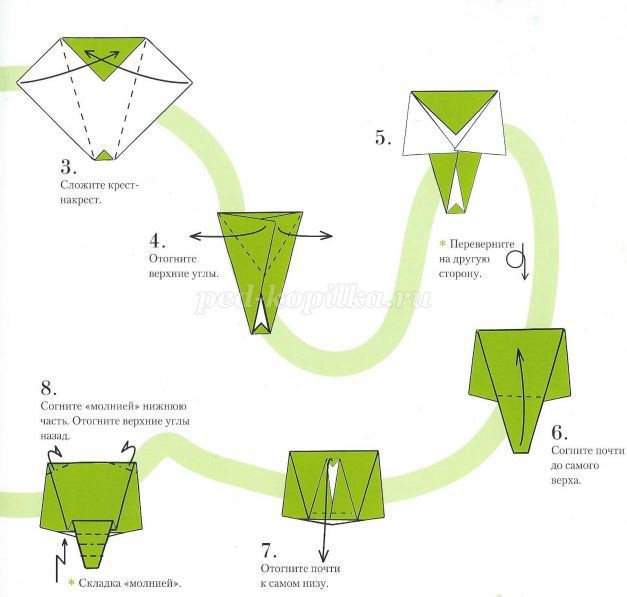 3.
Сложите крест-
накрест.
4.
Отогните
верхние углы.
5.
* Переверните
на другую
сторону.
ped-kopilka.ru
6.
Согните почти
до самого
верха.
7.
Отогните почти
к самом низу.
8.
Согните «молнией» нижнюю
часть. Отогните верхние углы
назад.
* Складка «молнией».